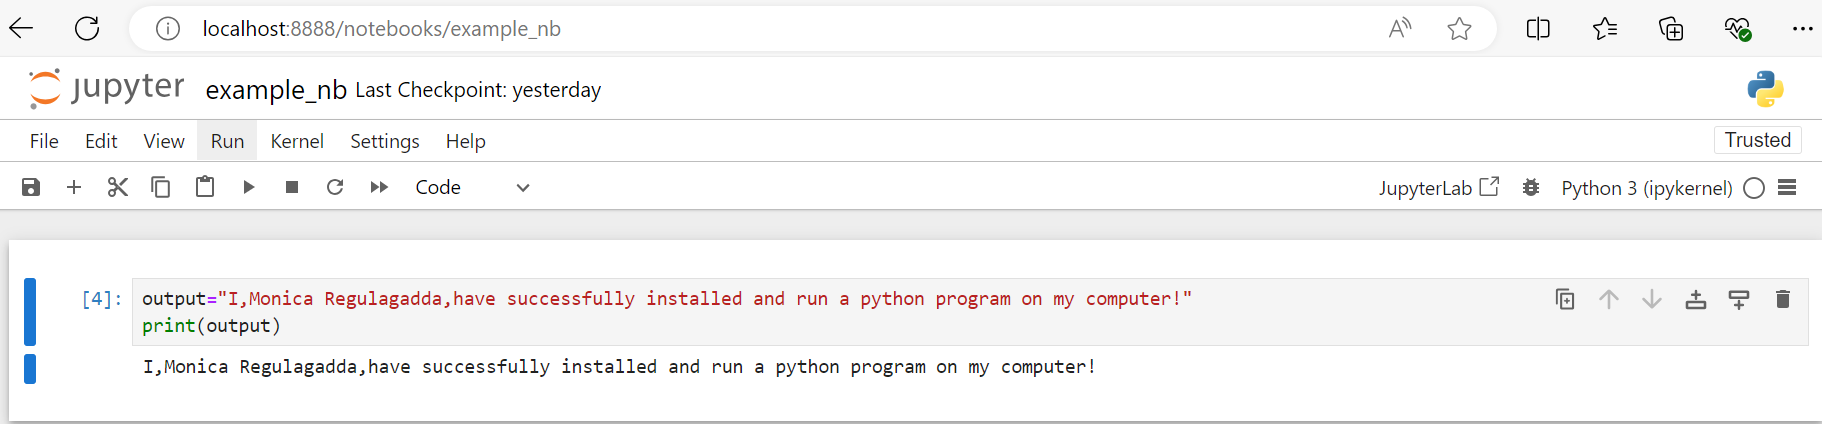 localhost:8888/notebooks/example_nb
jupyter example_nb Last Checkpoint: yesterday
File Edit View Run Kernel Settings Help Trusted
Code JupyterLab Python 3 (ipykernel)
[4]: output="I,Monica Regulagadda,have successfully installed and run a python program on my computer!"
print(output)
I,Monica Regulagadda,have successfully installed and run a python program on my computer!